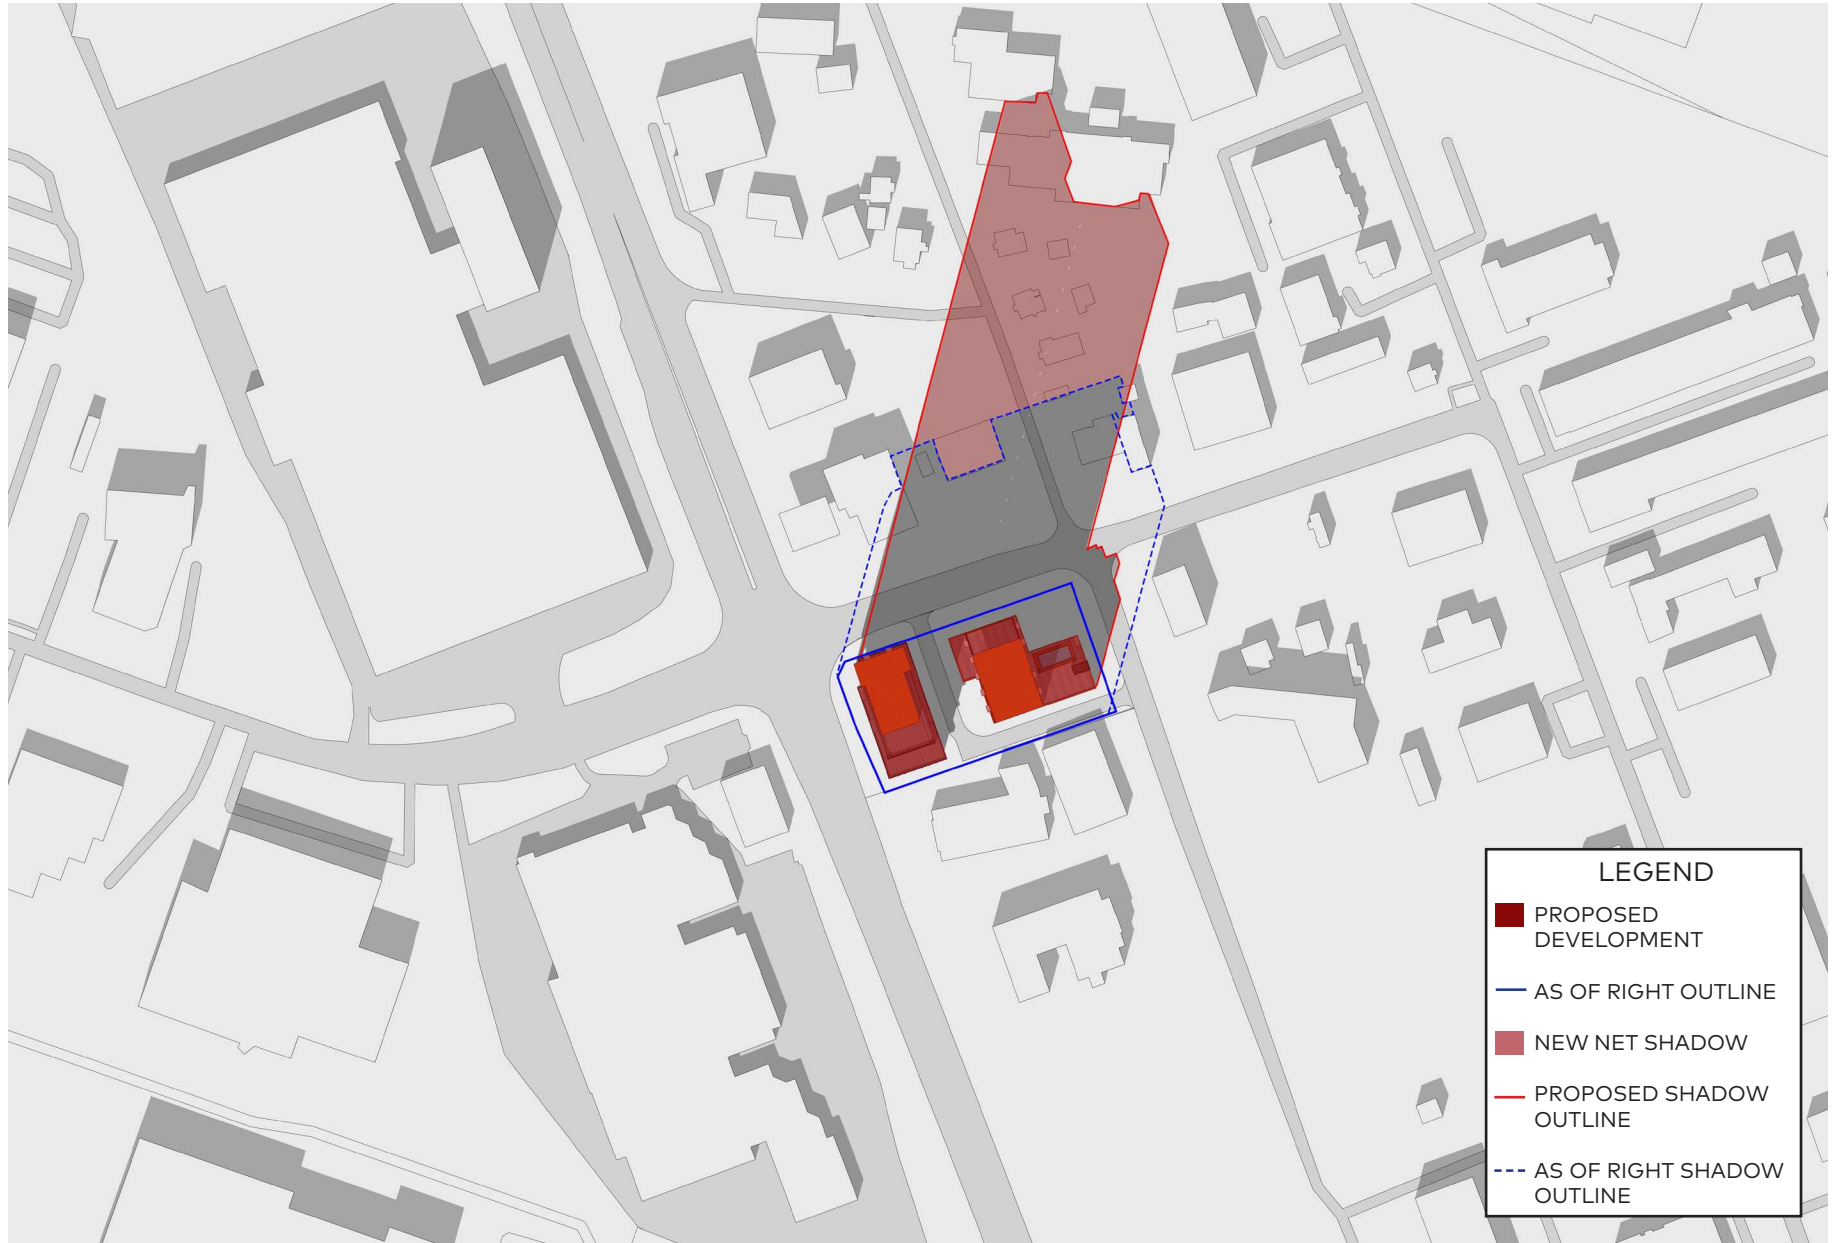 LEGEND
PROPOSED
DEVELOPMENT
AS OF RIGHT OUTLINE
NEW NET SHADOW
PROPOSED SHADOW
OUTLINE
AS OF RIGHT SHADOW
OUTLINE